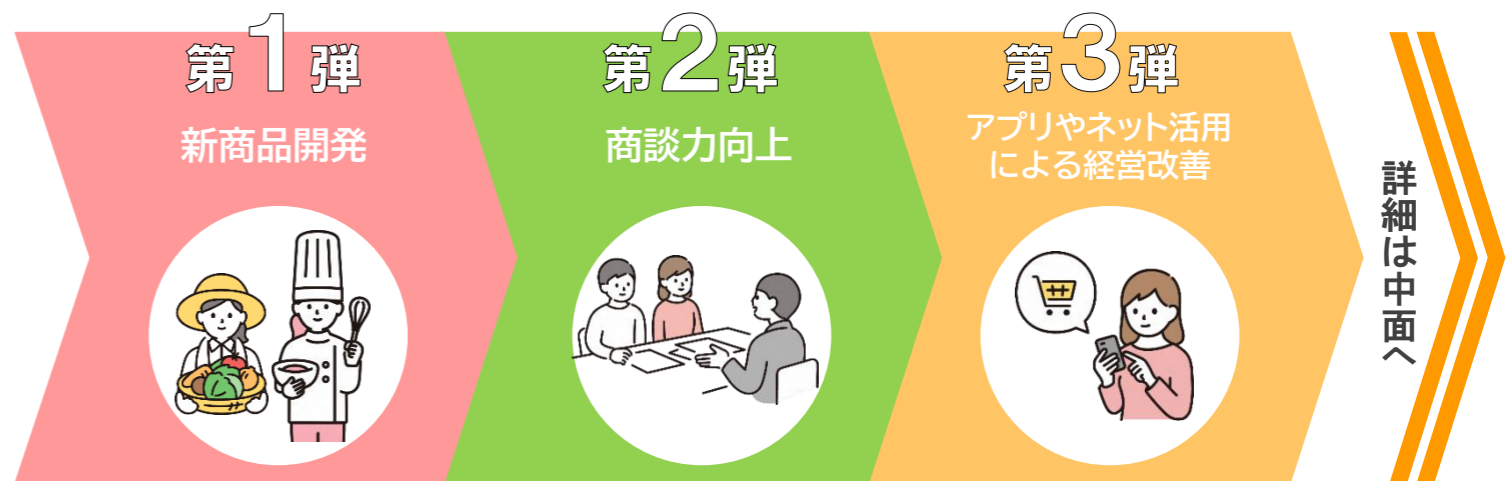 第1弾
新商品開発
第2弾
商談力向上
第3弾
アプリやネット活用
による経営改善
詳細は中面へ